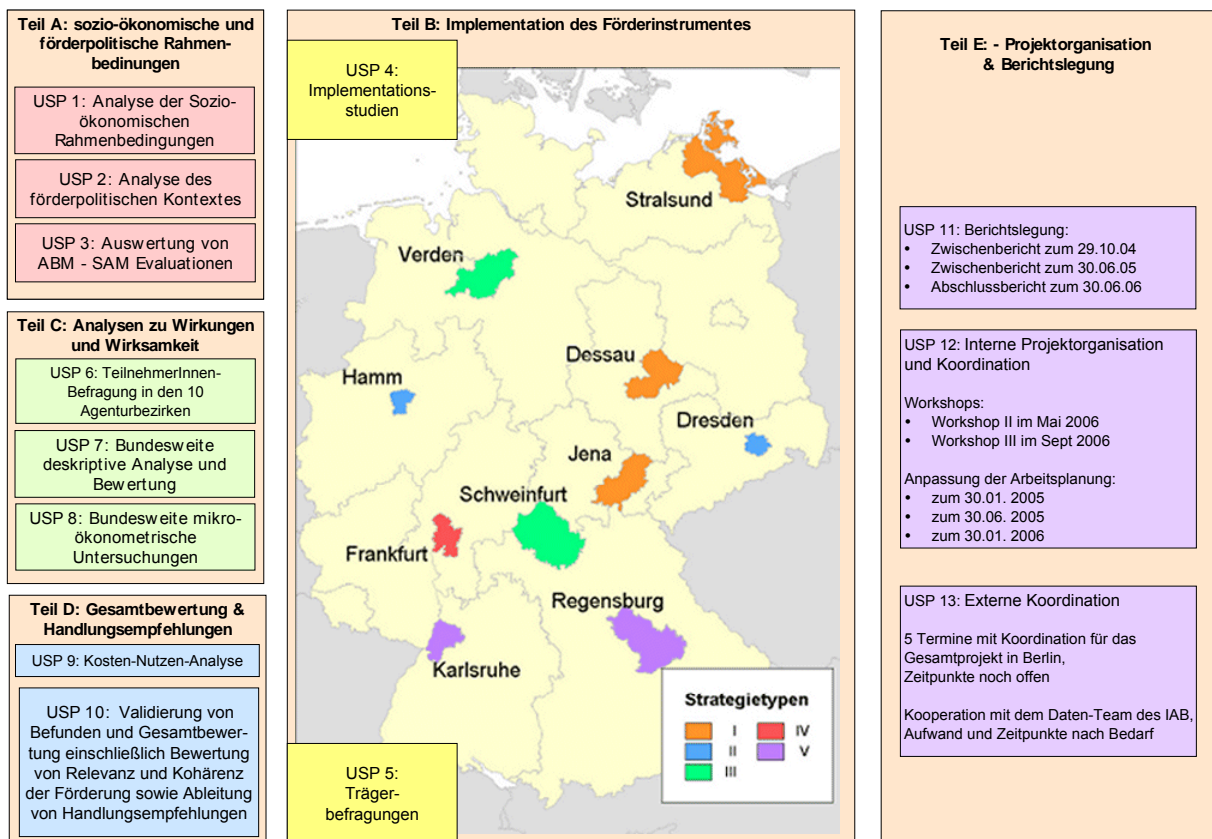 Teil A: sozio-ökonomische und
förderpolitische Rahmen-
bedinungen
USP 1: Analyse der Sozio-
ökonomischen
Rahmenbedingungen
USP 2: Analyse des
förderpolitischen Kontextes
USP 3: Auswertung von
ABM - SAM Evaluationen
Teil C: Analysen zu Wirkungen
und Wirksamkeit
USP 6: TeilnehmerInnen-
Befragung in den 10
Agenturbezirken
USP 7: Bundesweite
deskriptive Analyse und
Bewertung
USP 8: Bundesweite mikro-
ökonometrische
Untersuchungen
Teil D: Gesamtbewertung &
Handlungsempfehlungen
USP 9: Kosten-Nutzen-Analyse
USP 10: Validierung von
Befunden und Gesamtbewer-
tung einschließlich Bewertung
von Relevanz und Kohärenz
der Förderung sowie Ableitung
von Handlungsempfehlungen
Teil B: Implementation des Förderinstrumentes
USP 4:
Implementations-
studien
Stralsund
Verden
Dessau
Hamm
Dresden
Jena
Schweinfurt
Frankfurt
Regensburg
Karlsruhe
Strategietypen
I
IV
II
V
III
USP 5:
Träger-
befragungen
Teil E: - Projektorganisation
& Berichtslegung
USP 11: Berichtslegung:
• Zwischenbericht zum 29.10.04
• Zwischenbericht zum 30.06.05
• Abschlussbericht zum 30.06.06
USP 12: Interne Projektorganisation
und Koordination
Workshops:
• Workshop II im Mai 2006
• Workshop III im Sept 2006
Anpassung der Arbeitsplanung:
• zum 30.01. 2005
• zum 30.06. 2005
• zum 30.01. 2006
USP 13: Externe Koordination
5 Termine mit Koordination für das
Gesamtprojekt in Berlin,
Zeitpunkte noch offen
Kooperation mit dem Daten-Team des IAB,
Aufwand und Zeitpunkte nach Bedarf